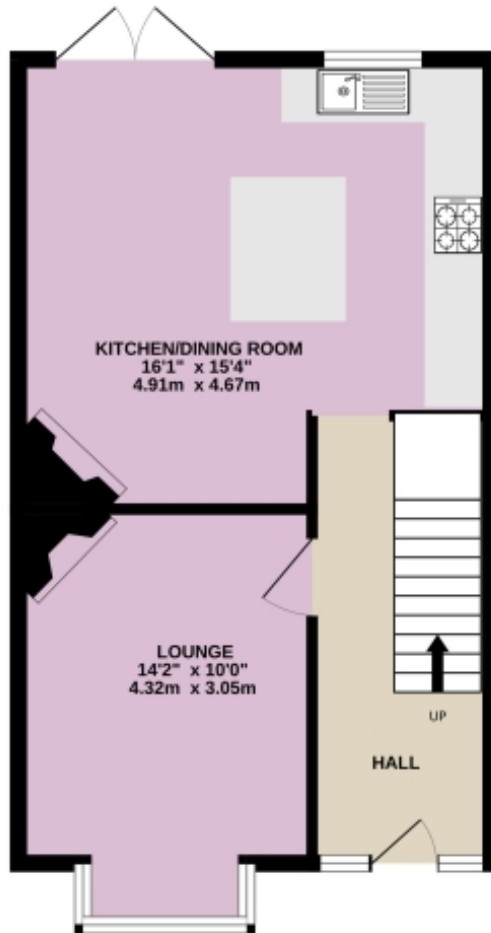 KITCHEN/DINING ROOM
16'1" x 15'4"
4.91m x 4.67m
LOUNGE
14'2" x 10'0"
4.32m x 3.05m
UP
HALL